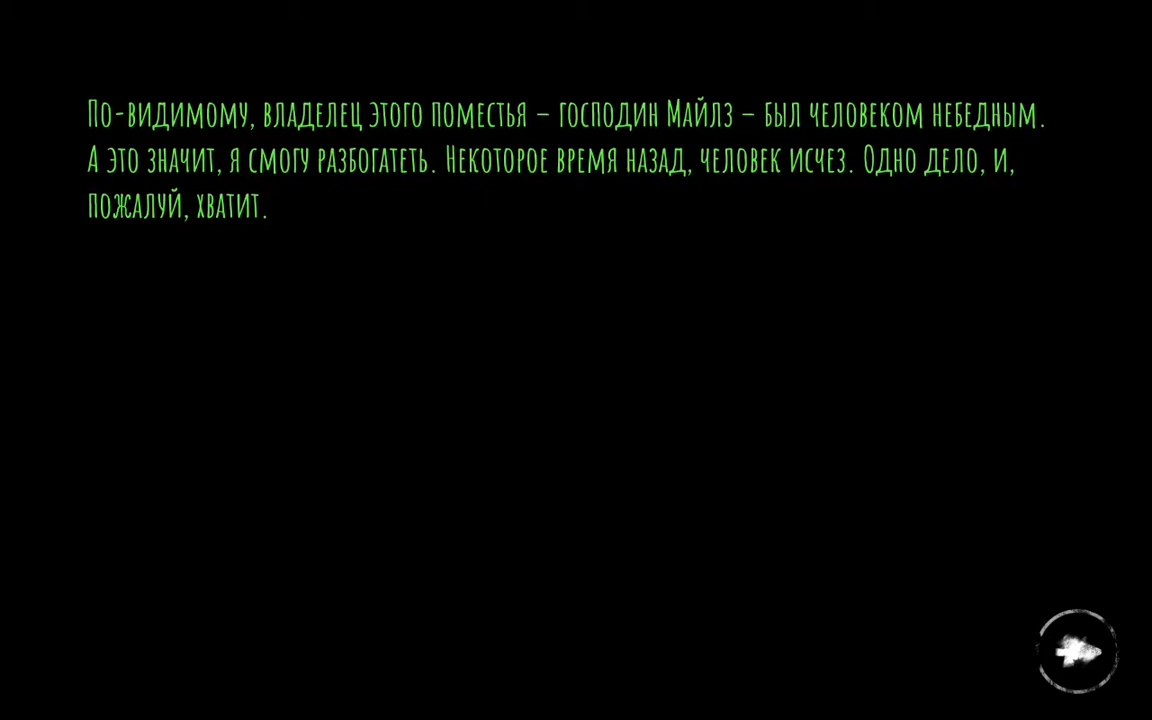 По-видимому, владелец этого поместья – господин Майлз – был человеком небедным.
А это значит, я смогу разбогатеть. Некоторое время назад, человек исчез. Одно дело, и,
пожалуй, хватит.